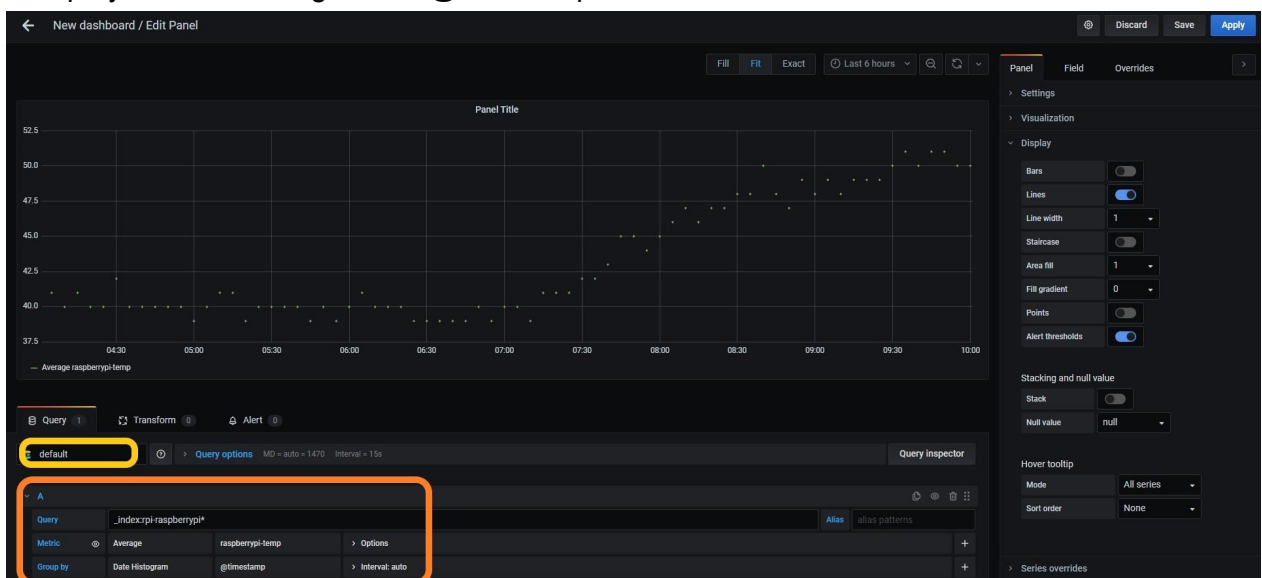 New dashboard / Edit Panel
Discard Save Apply
Fill Fit Exact Last 6 hours
Panel Field Overrides
Settings
Visualization
Display
Bars
Lines
Line width 1
Staircase
Area fill 1
Fill gradient 0
Points
Alert thresholds
Stacking and null value
Stack
Null value null
Hover tooltip
Mode All series
Sort order None
Series overrides
Panel Title
52.5
50.0
47.5
45.0
42.5
40.0
37.5
04:30 05:00 05:30 06:00 06:30 07:00 07:30 08:00 08:30 09:00 09:30 10:00
Average raspberrypi-temp
Query 1 Transform 0 Alert 0
default Query options MD = auto = 1470 Interval = 15s Query inspector
A
Query _index:rpi-raspberrypi* Alias alias patterns
Metric Average raspberrypi-temp > Options +
Group by Date Histogram @timestamp > Interval: auto +